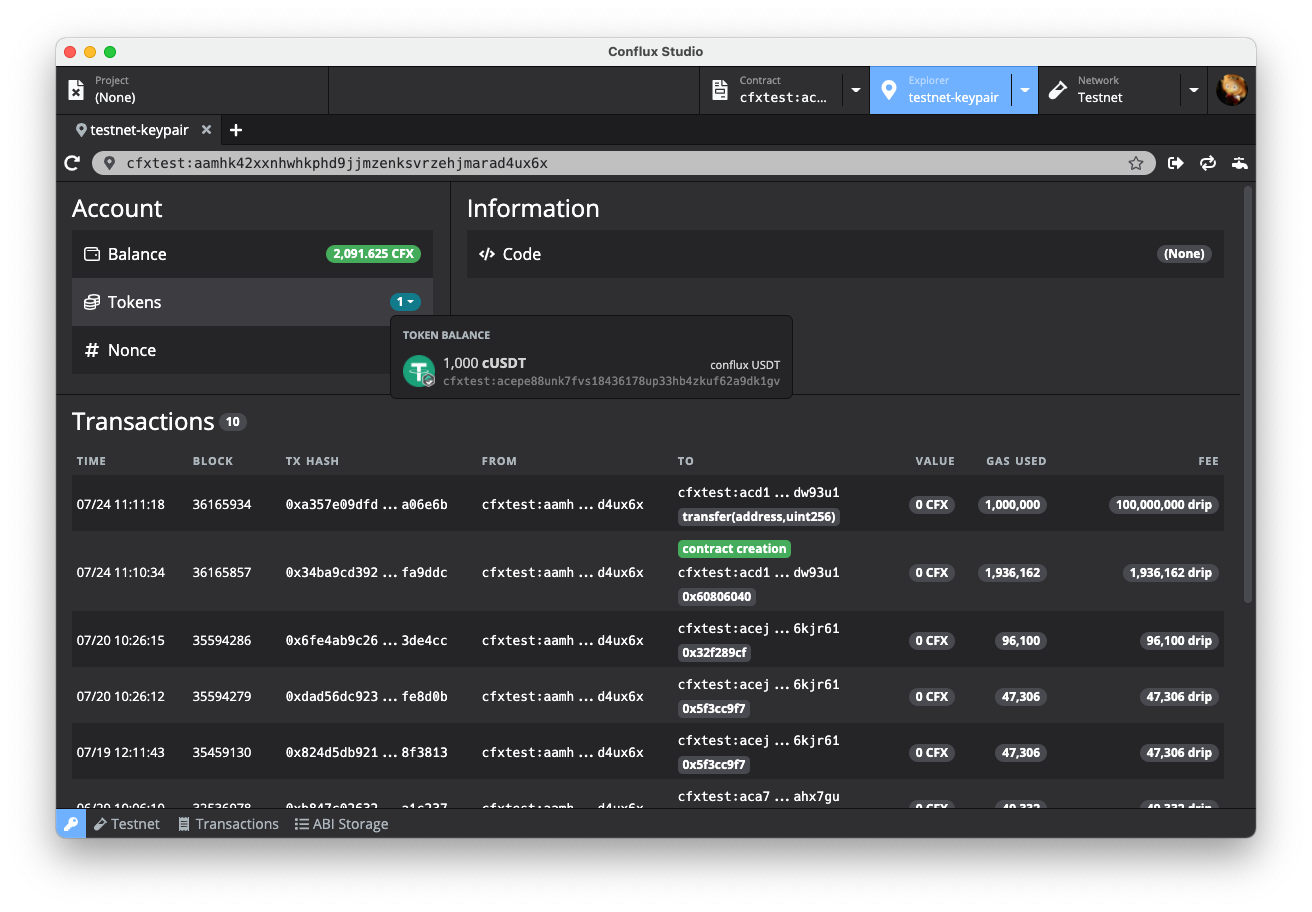 Conflux Studio
Project
(None)
Contract
cfxtest:ac...
Explorer
testnet-keypair
Network
Testnet
testnet-keypair
cfxtest:aamhk42xxnhwhkphd9jjmzenksvrzehjmarad4ux6x
Account
Information
Balance 2,091.625 CFX
Code (None)
Tokens 1
Nonce
TOKEN BALANCE
1,000 cUSDT conflux USDT
cfxtest:acepe88unk7fvs18436178up33hb4zkuf62a9dk1gv
Transactions 10
TIME BLOCK TX HASH FROM TO VALUE GAS USED FEE
07/24 11:11:18 36165934 0xa357e09dfd ... a06e6b cfxtest:aamh ... d4ux6x cfxtest:acd1 ... dw93u1 0 CFX 1,000,000 100,000,000 drip
transfer(address,uint256)
contract creation
07/24 11:10:34 36165857 0x34ba9cd392 ... fa9ddc cfxtest:aamh ... d4ux6x cfxtest:acd1 ... dw93u1 0 CFX 1,936,162 1,936,162 drip
0x60806040
07/20 10:26:15 35594286 0x6fe4ab9c26 ... 3de4cc cfxtest:aamh ... d4ux6x cfxtest:acej ... 6kjr61 0 CFX 96,100 96,100 drip
0x32f289cf
07/20 10:26:12 35594279 0xdad56dc923 ... fe8d0b cfxtest:aamh ... d4ux6x cfxtest:acej ... 6kjr61 0 CFX 47,306 47,306 drip
0x5f3cc9f7
07/19 12:11:43 35459130 0x824d5db921 ... 8f3813 cfxtest:aamh ... d4ux6x cfxtest:acej ... 6kjr61 0 CFX 47,306 47,306 drip
0x5f3cc9f7
cfxtest:aca7 ... ahx7gu
Testnet Transactions ABI Storage